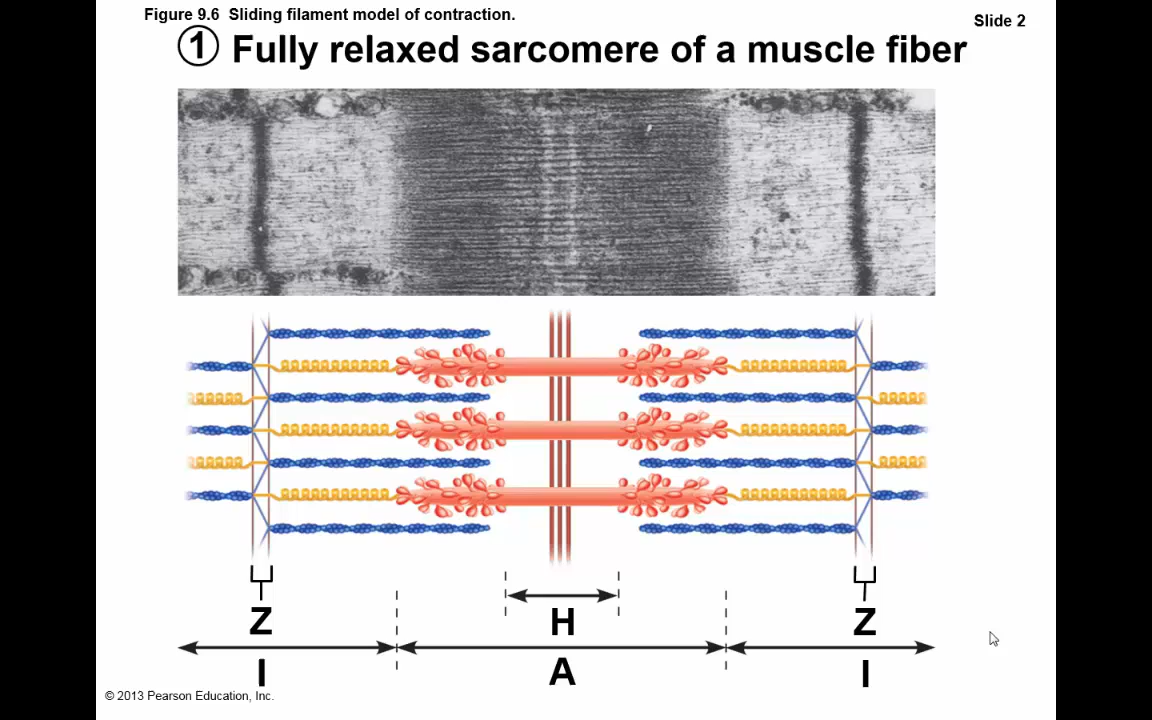 Figure 9.6 Sliding filament model of contraction.
Slide 2
1 Fully relaxed sarcomere of a muscle fiber
H
Z
Z
I
A
I
© 2013 Pearson Education, Inc.